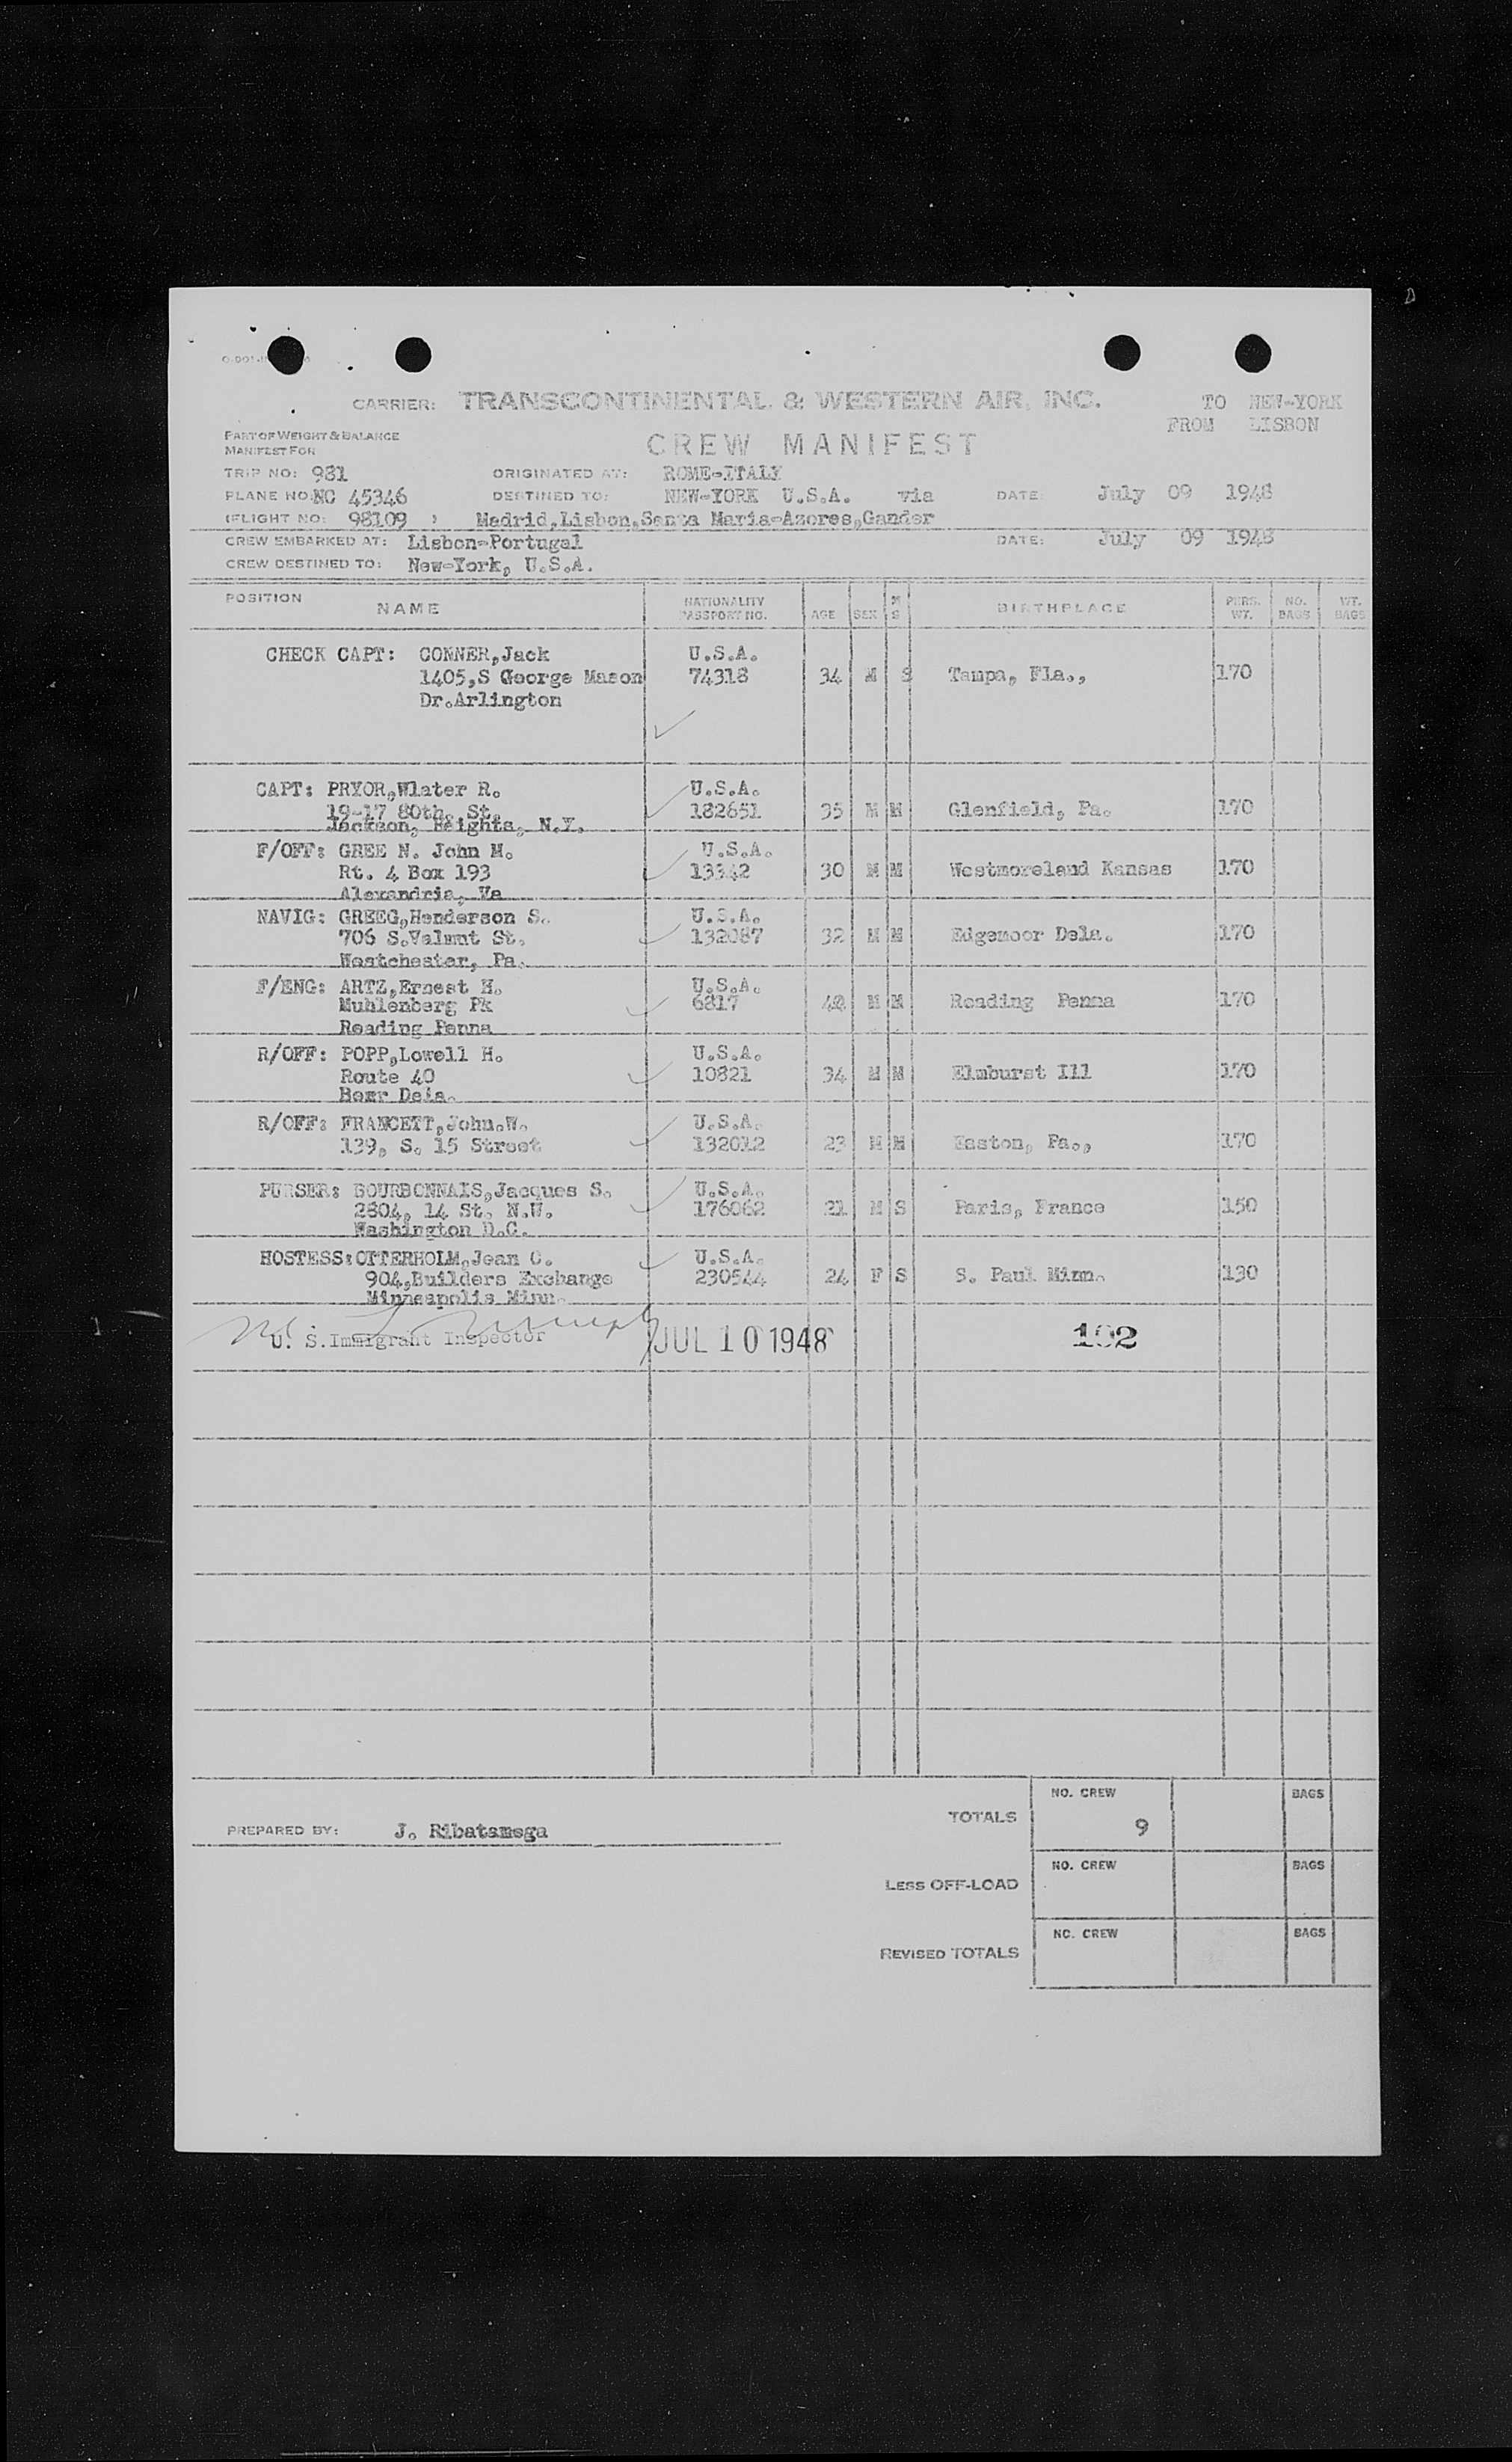 CARRIER: TRANSCONTINENTAL & WESTERN AIR, INC.
TO NEW-YORK
FROM LISBON
PART OF WEIGHT & BALANCE
MANIFEST FOR
CREW MANIFEST
TRIP NO: 981 ORIGINATED AT: ROME-ITALY
PLANE NO: NC 45346 DESTINED TO: NEW-YORK U.S.A. via DATE: July 09 1948
(FLIGHT NO: 98109 ) Madrid,Lisbon,Santa Maria-Azores,Gander
CREW EMBARKED AT: Lisbon-Portugal DATE: July 09 1948
CREW DESTINED TO: New-York, U.S.A.
POSITION NAME NATIONALITY PASSPORT NO. AGE SEX M S BIRTHPLACE PERS. WT. NO. BAGS WT. BAGS
CHECK CAPT: CONNER,Jack U.S.A.
1405,S George Mason 74318 34 M S Tampa, Fla., 170
Dr.Arlington
CAPT: PRYOR,Wlater R. U.S.A.
19-17 80th. St. 182651 35 M M Glenfield, Pa. 170
Jackson, Heights, N.Y.
F/OFF: GREE N. John M. U.S.A.
Rt. 4 Box 193 13342 30 M M Westmoreland Kansas 170
Alexandria, Va
NAVIG: GREEG,Henderson S. U.S.A.
706 S.Valnut St. 132087 32 M M Edgemoor Dela. 170
Westchester, Pa.
F/ENG: ARTZ,Ernest H. U.S.A.
Muhlenberg Pk 6817 M M Reading Penna 170
Reading Penna
R/OFF: POPP,Lowell H. U.S.A.
Route 40 10821 34 M M Elmhurst Ill 170
Dela.
R/OFF: FRANCETT,John.W. U.S.A.
139, S. 15 Street 132012 23 M M Easton, Pa., 170
PURSER: BOURBONNAIS,Jacques S. U.S.A.
2804, 14 St. N.W. 176062 21 M S Paris, France 150
Washington D.C.
HOSTESS: OTTERHOLM,Jean C. U.S.A.
904,Builders Exchange 230544 24 F S S. Paul Minn. 130
Minneapolis Minn.
U. S.Immigrant Inspector JUL 10 1948 102
PREPARED BY: J. Ribatamega
TOTALS NO. CREW 9 BAGS
LESS OFF-LOAD NO. CREW BAGS
REVISED TOTALS NO. CREW BAGS